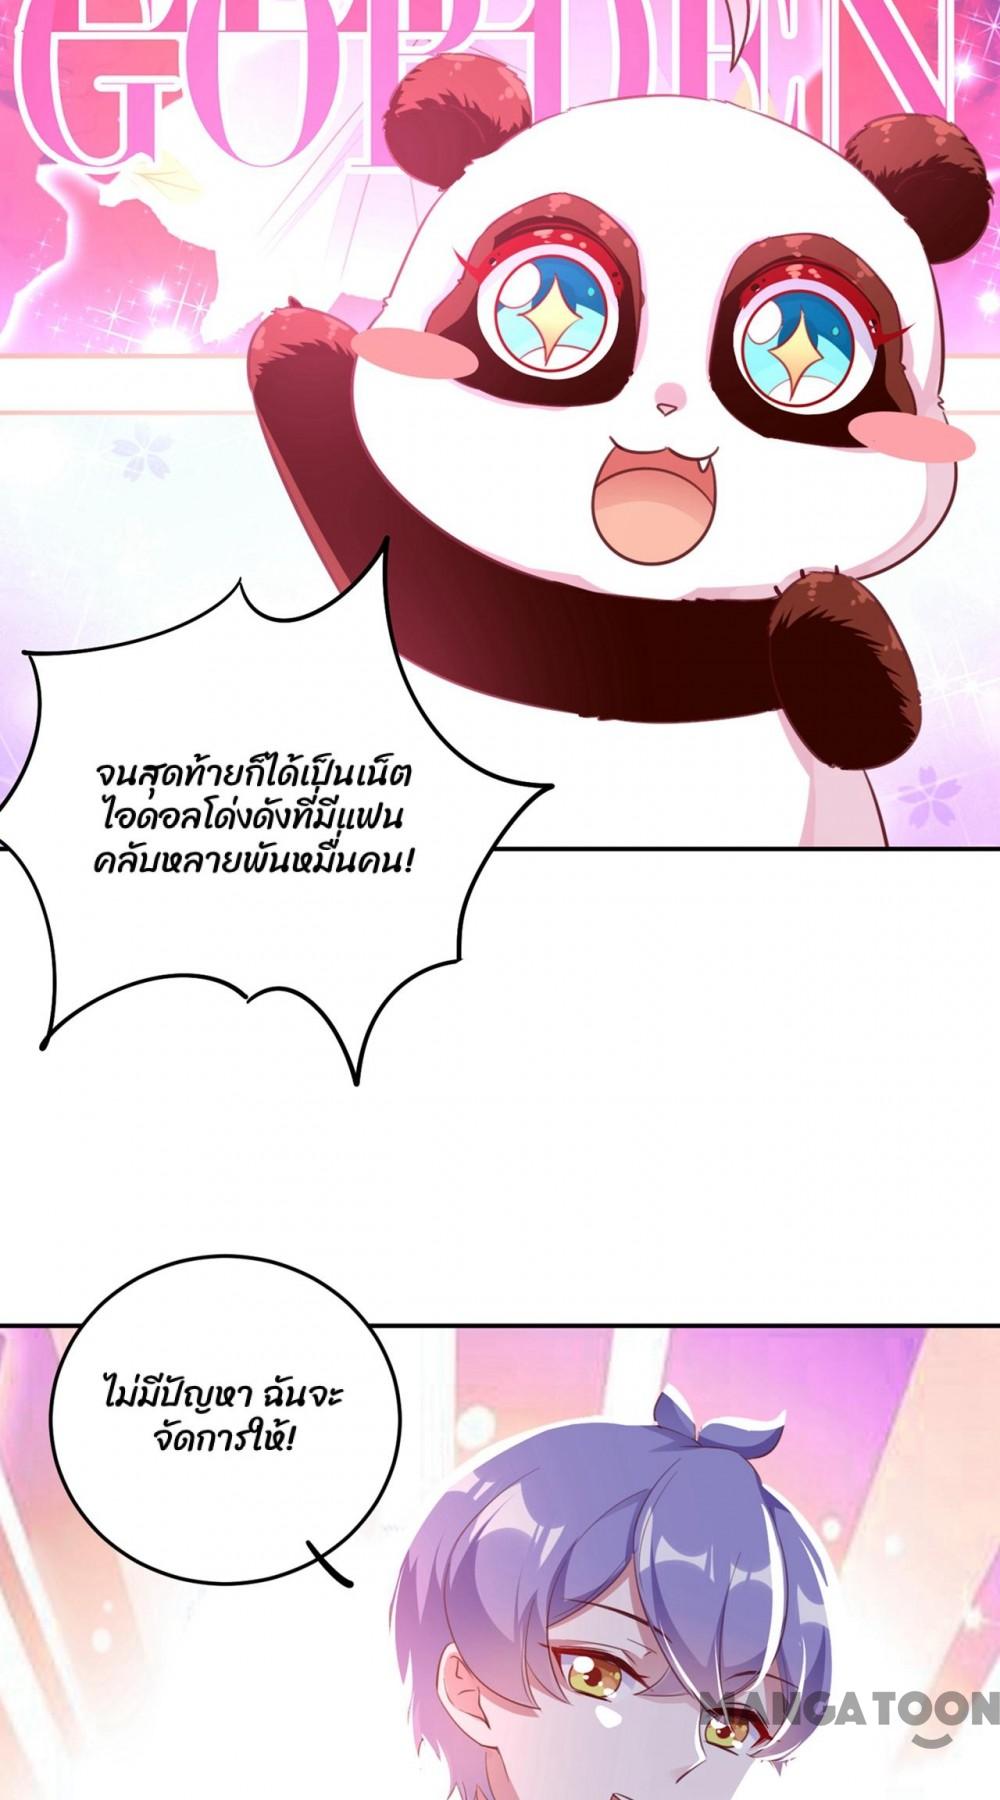 GORDEN
จนสุดท้ายก็ได้เป็นเน็ต
ไอดอลโด่งดังที่มีแฟน
คลับหลายพันหมื่นคน!
ไม่มีปัญหา ฉันจะ
จัดการให้!
MANGATOON